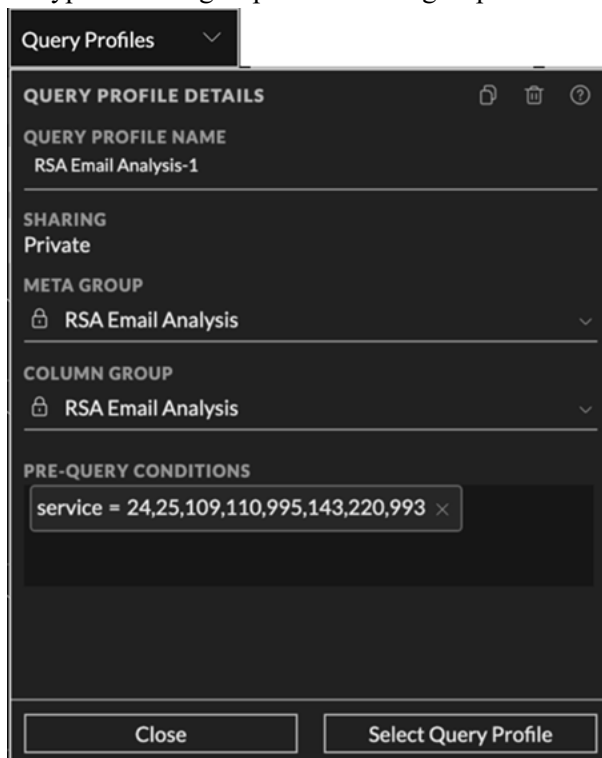 Query Profiles
QUERY PROFILE DETAILS
QUERY PROFILE NAME
RSA Email Analysis-1
SHARING
Private
META GROUP
RSA Email Analysis
COLUMN GROUP
RSA Email Analysis
PRE-QUERY CONDITIONS
service = 24,25,109,110,995,143,220,993 ×
Close Select Query Profile